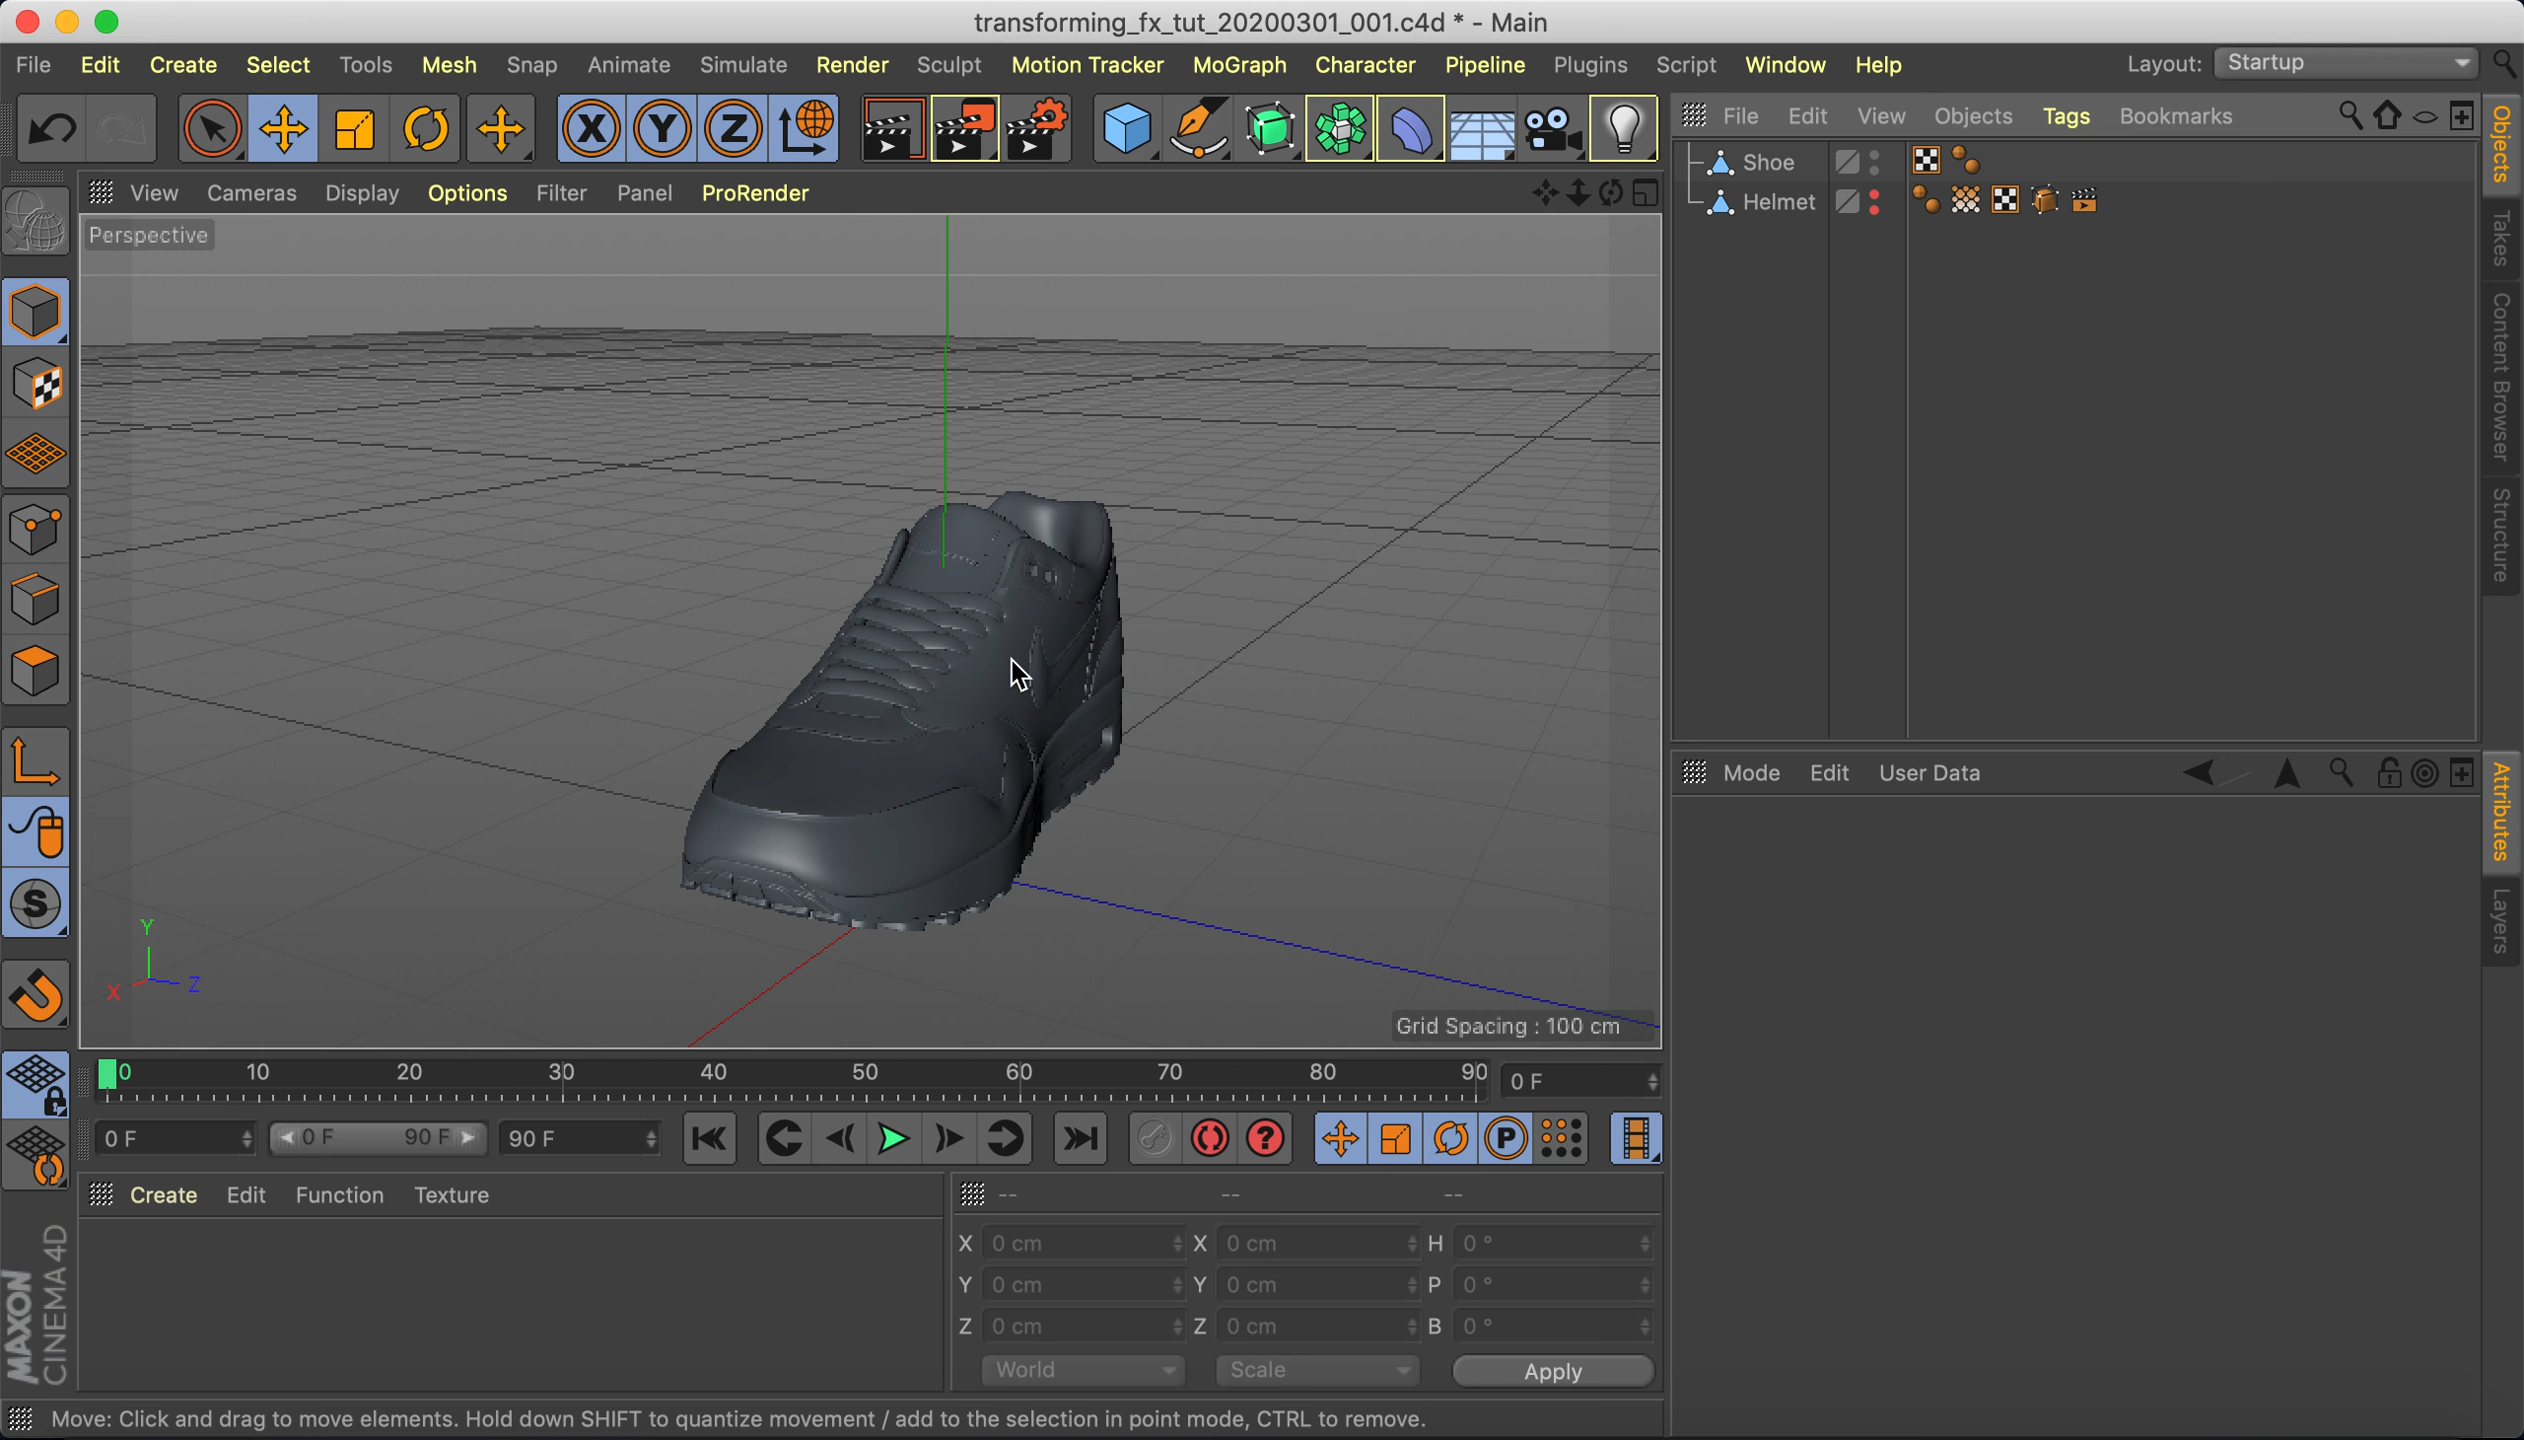 transforming_fx_tut_20200301_001.c4d * - Main
File Edit Create Select Tools Mesh Snap Animate Simulate Render Sculpt Motion Tracker MoGraph Character Pipeline Plugins Script Window Help Layout: Startup
X Y Z
File Edit View Objects Tags Bookmarks
View Cameras Display Options Filter Panel ProRender
Perspective
Shoe
Helmet
Objects
Takes
Content Browser
Structure
Y
X Z
Grid Spacing : 100 cm
S
Mode Edit User Data
Attributes
Layers
0 10 20 30 40 50 60 70 80 90 0 F
0 F 0 F 90 F 90 F ? P
Create Edit Function Texture
-- -- --
X 0 cm X 0 cm H 0 °
Y 0 cm Y 0 cm P 0 °
Z 0 cm Z 0 cm B 0 °
World Scale Apply
MAXON
CINEMA 4D
Move: Click and drag to move elements. Hold down SHIFT to quantize movement / add to the selection in point mode, CTRL to remove.